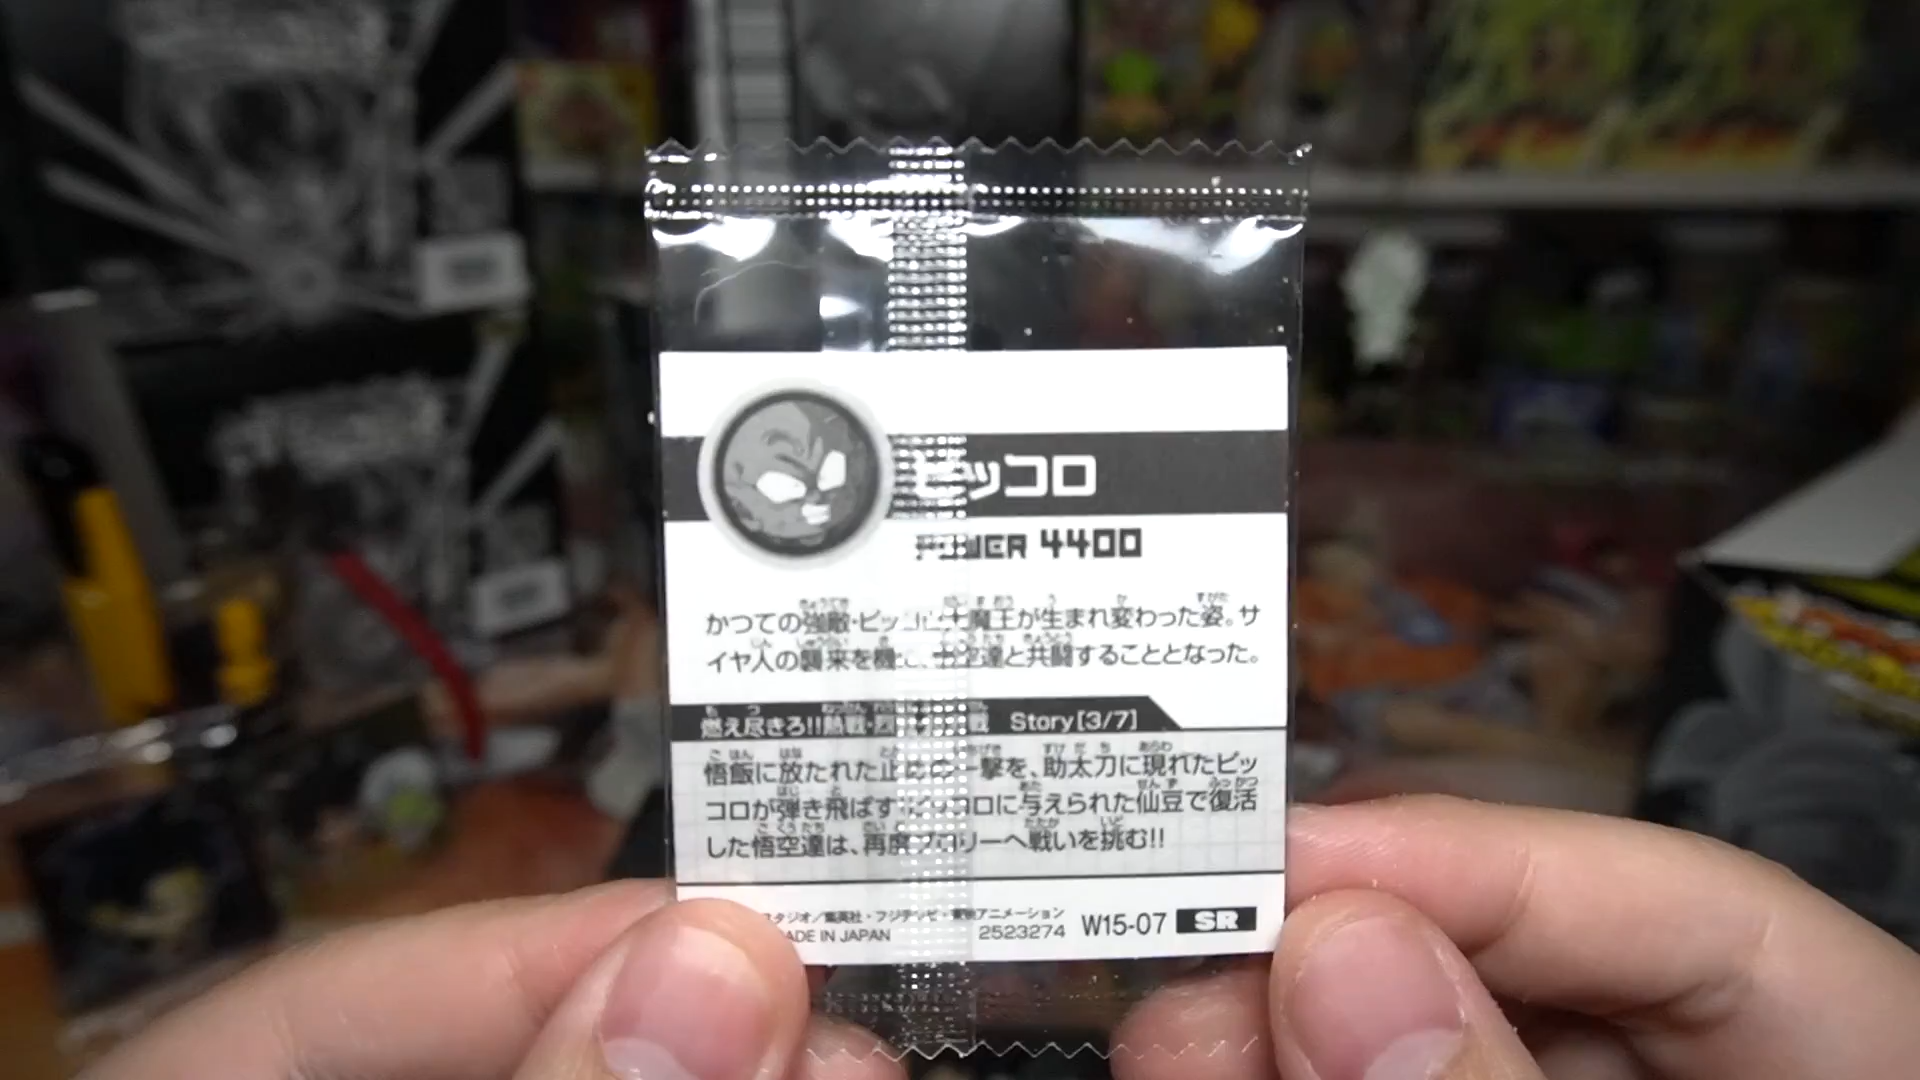 ピッコロ
POWER 4400
かつての強敵・ピッコロ大魔王が生まれ変わった姿。サ
イヤ人の襲来を機に、悟空達と共闘することとなった。
燃え尽きろ!!熱戦・烈 戦 Story[3/7]
悟飯に放たれた止めの一撃を、助太刀に現れたピッ
コロが弾き飛ばす!ピッコロに与えられた仙豆で復活
した悟空達は、再度ブロリーへ戦いを挑む!!
スタジオ/集英社・フジテレビ・東映アニメーション
ADE IN JAPAN 2523274 W15-07 SR